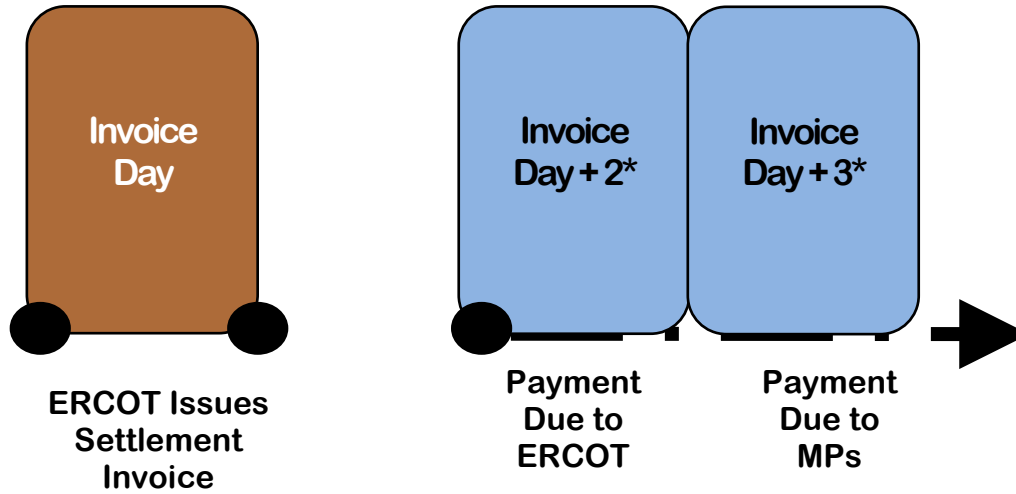 Invoice
Day
Invoice
Day + 2*
Invoice
Day + 3*
ERCOT Issues
Settlement
Invoice
Payment
Due to
ERCOT
Payment
Due to
MPs